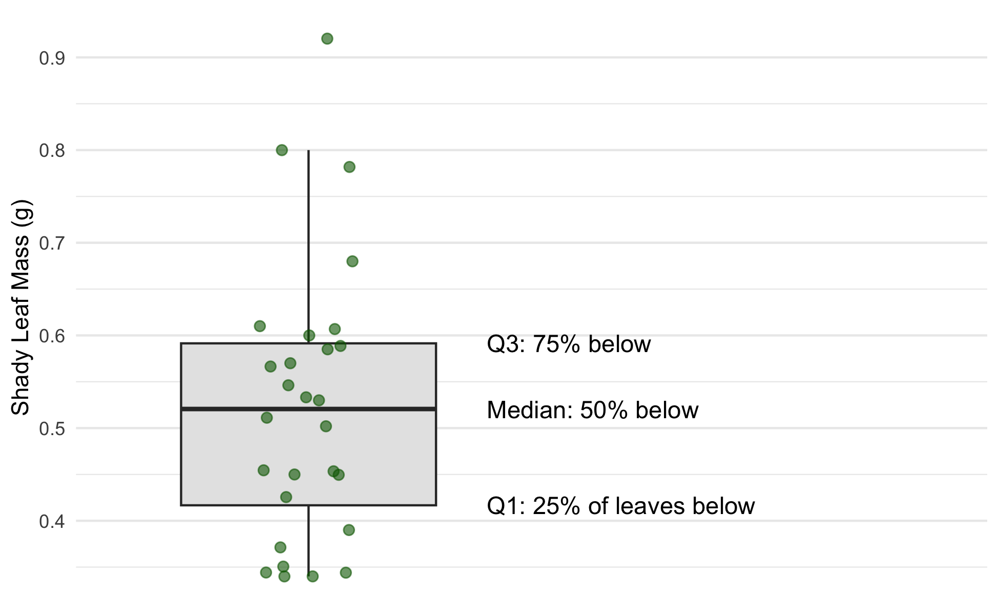 Shady Leaf Mass (g)
0.9
0.8
0.7
0.6
0.5
0.4
Q3: 75% below
Median: 50% below
Q1: 25% of leaves below